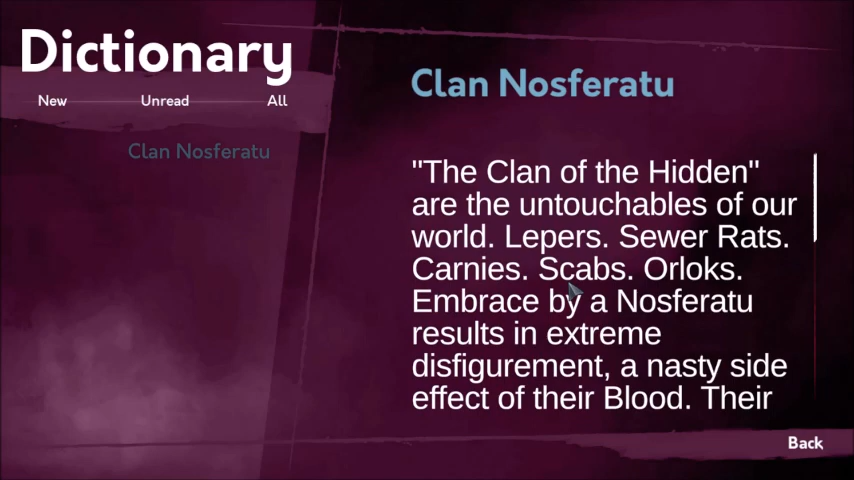 Dictionary
New Unread All
Clan Nosferatu
Clan Nosferatu
"The Clan of the Hidden"
are the untouchables of our
world. Lepers. Sewer Rats.
Carnies. Scabs. Orloks.
Embrace by a Nosferatu
results in extreme
disfigurement, a nasty side
effect of their Blood. Their
Back